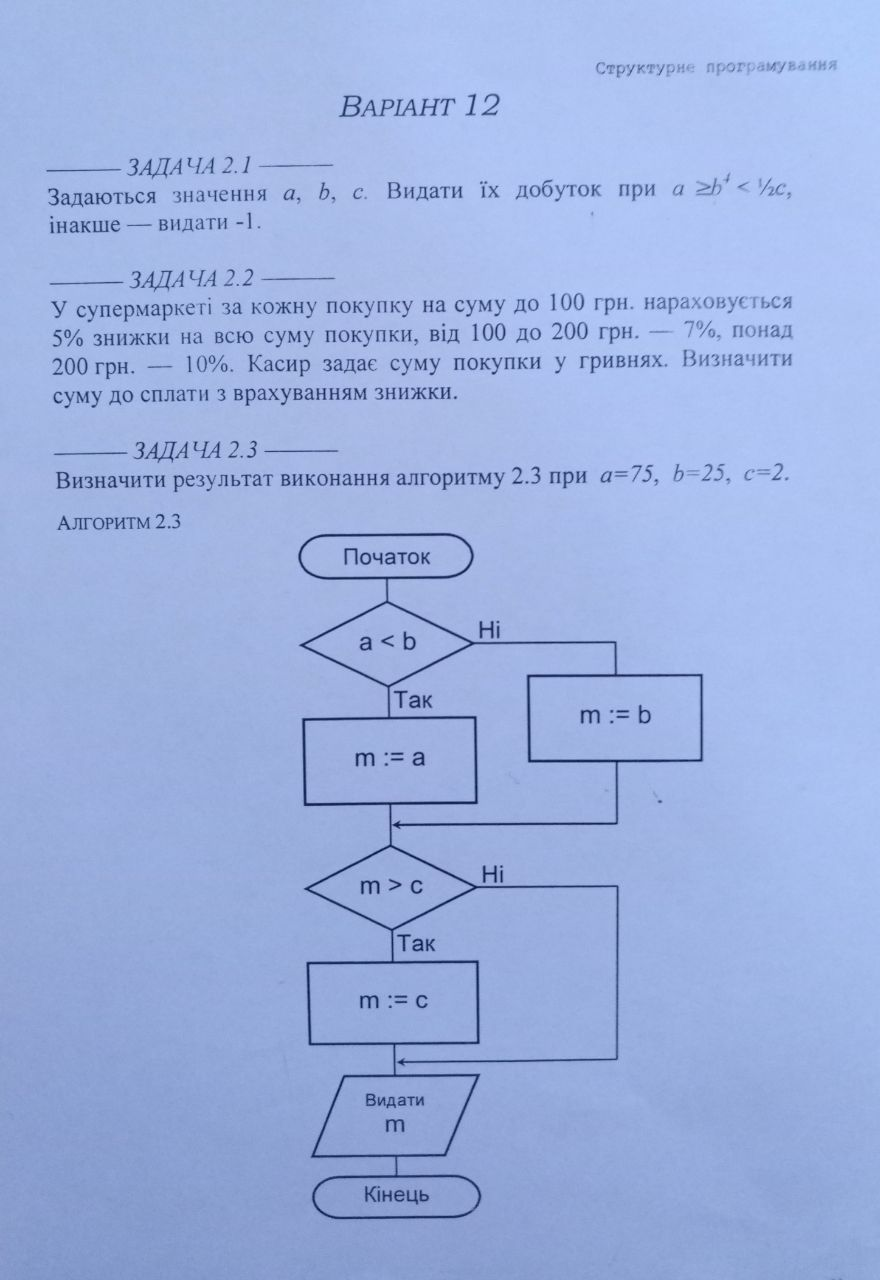 Структурне програмування
ВАРІАНТ 12
ЗАДАЧА 2.1
Задаються значення a, b, c. Видати їх добуток при a ≥b⁴ < ½c,
інакше — видати -1.
ЗАДАЧА 2.2
У супермаркеті за кожну покупку на суму до 100 грн. нараховується
5% знижки на всю суму покупки, від 100 до 200 грн. — 7%, понад
200 грн. — 10%. Касир задає суму покупки у гривнях. Визначити
суму до сплати з врахуванням знижки.
ЗАДАЧА 2.3
Визначити результат виконання алгоритму 2.3 при a=75, b=25, c=2.
АЛГОРИТМ 2.3
Початок
a < b
Ні
Так
m := b
m := a
m > c
Ні
Так
m := c
Видати
m
Кінець